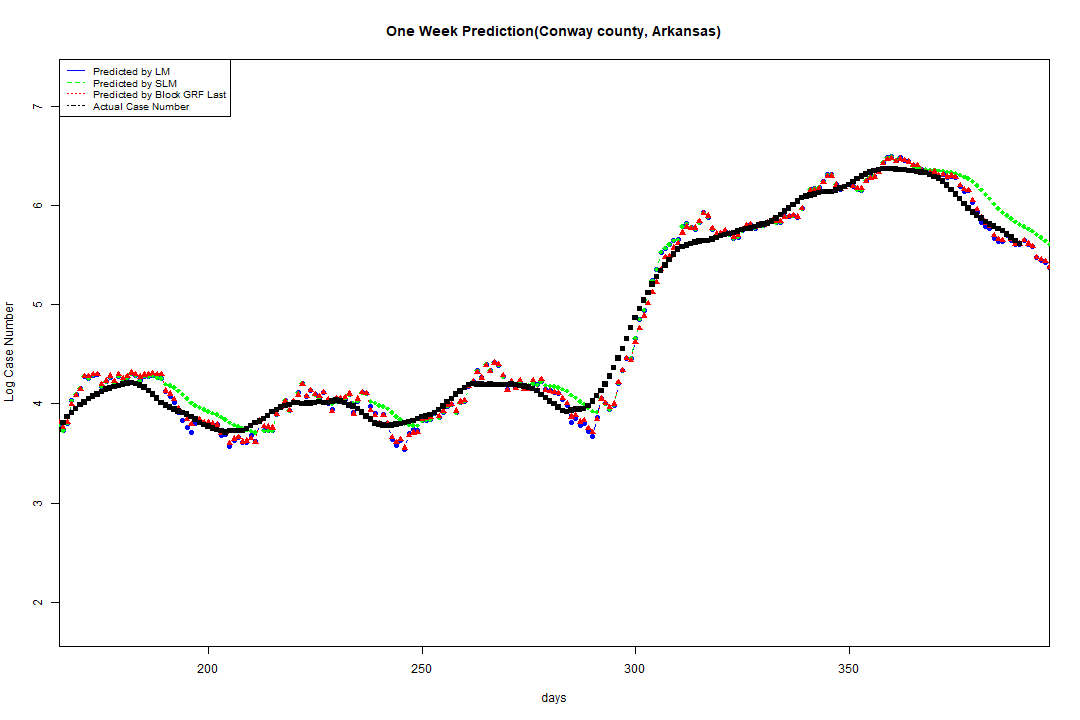 One Week Prediction(Conway county, Arkansas)
Predicted by LM
Predicted by SLM
Predicted by Block GRF Last
Actual Case Number
7
6
5
4
3
2
Log Case Number
200 250 300 350
days